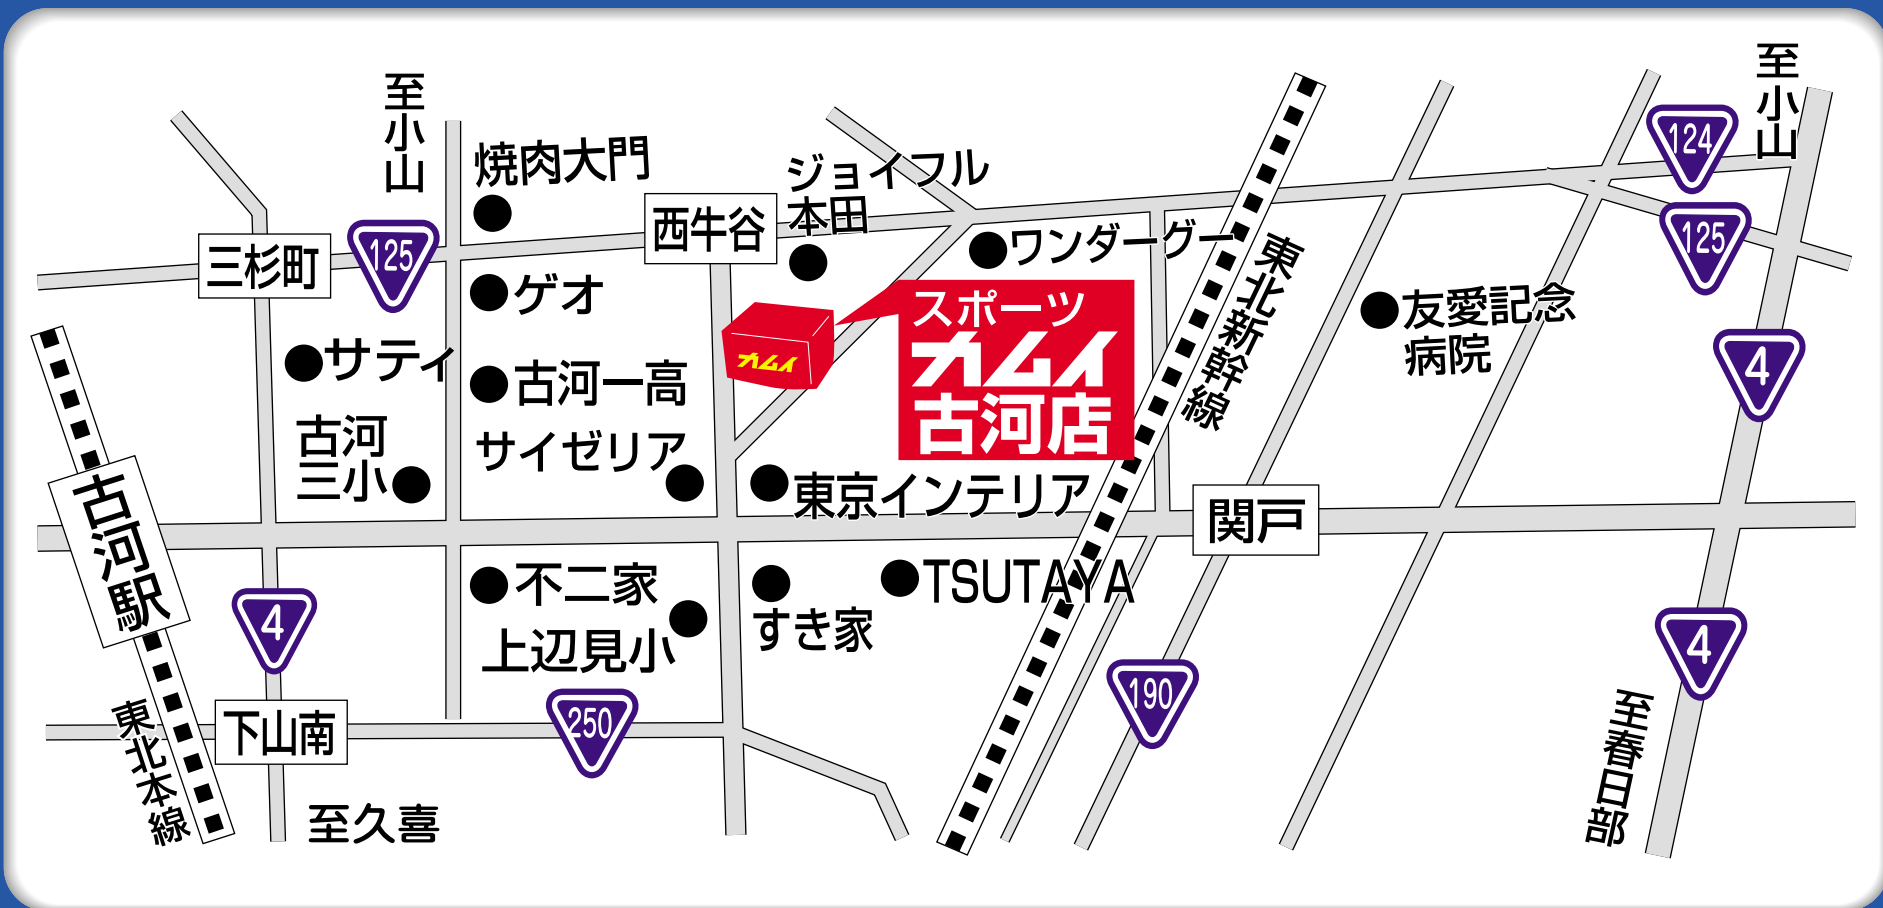 至小山
至小山
124
焼肉大門
ジョイフル
本田
西牛谷
125
三杉町
125
ワンダーグー
東北新幹線
ゲオ
スポーツ
オムイ
古河店
オムイ
友愛記念
病院
サティ
古河一高
4
古河
三小
サイゼリア
東京インテリア
関戸
古河駅
不二家
すき家
TSUTAYA
4
上辺見小
4
190
250
下山南
東北本線
至久喜
至春日部